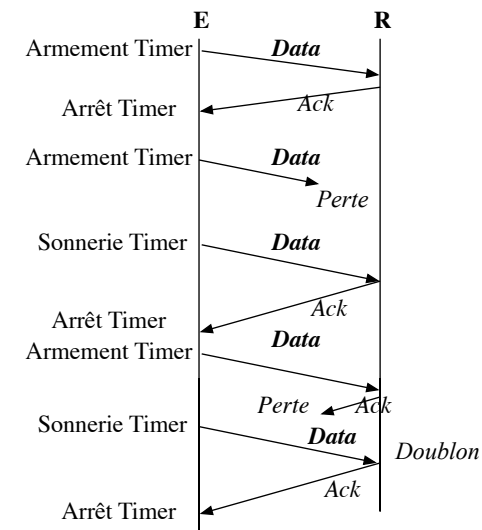 E R
Armement Timer Data
Arrêt Timer Ack
Armement Timer Data
Perte
Sonnerie Timer Data
Ack
Arrêt Timer
Data
Armement Timer
Perte Ack
Sonnerie Timer Data
Doublon
Ack
Arrêt Timer